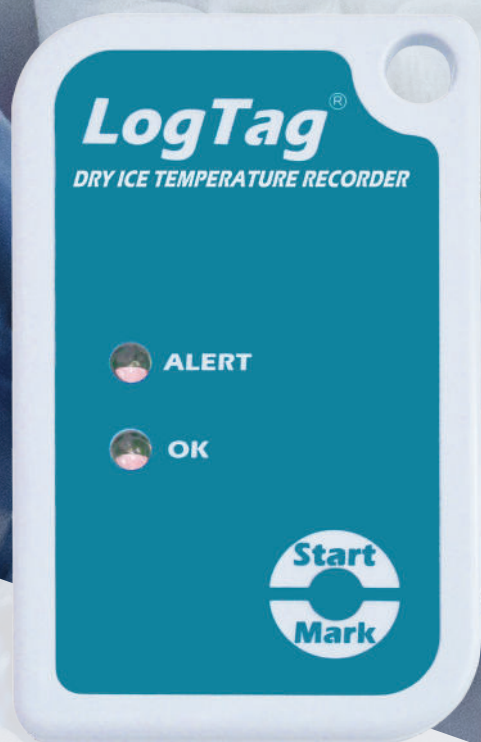 LogTag®
DRY ICE TEMPERATURE RECORDER
ALERT
OK
Start
Mark